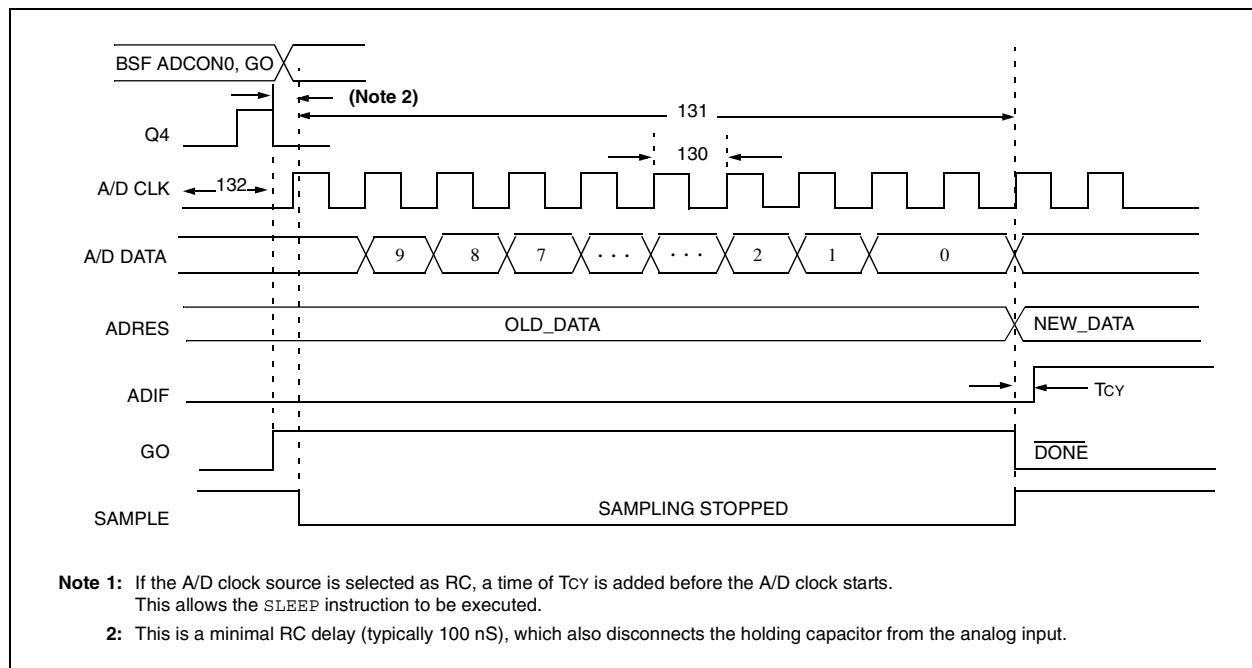 BSF ADCON0, GO
(Note 2)
131
Q4
130
A/D CLK
132
A/D DATA
9 8 7 · · · · · · 2 1 0
ADRES
OLD_DATA
NEW_DATA
ADIF
TCY
GO
DONE
SAMPLE
SAMPLING STOPPED
Note 1: If the A/D clock source is selected as RC, a time of TCY is added before the A/D clock starts.
This allows the SLEEP instruction to be executed.
2: This is a minimal RC delay (typically 100 nS), which also disconnects the holding capacitor from the analog input.